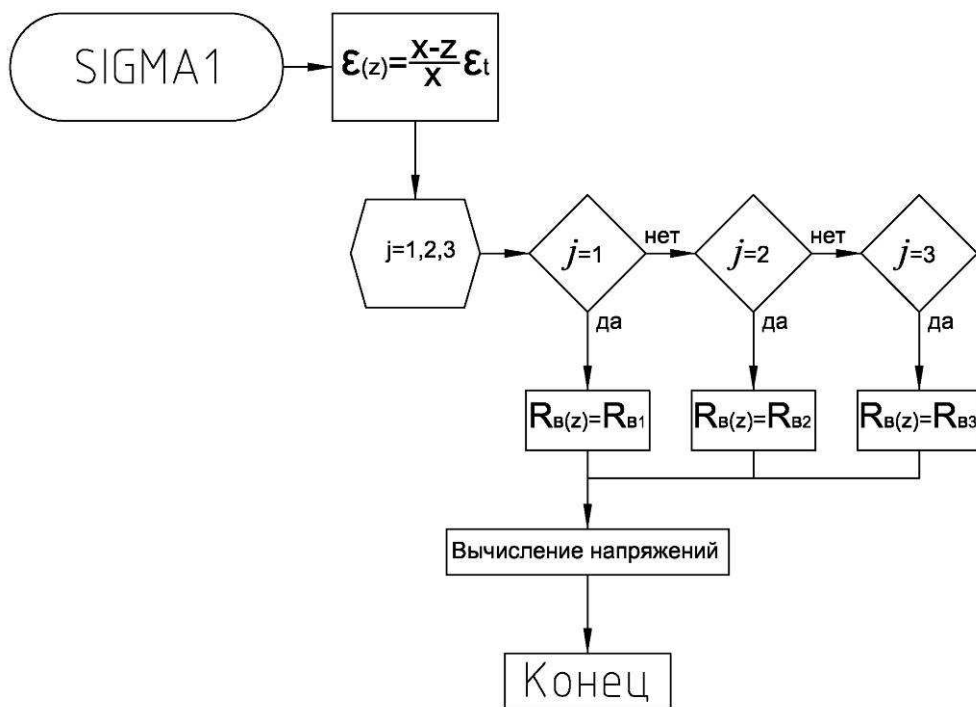 SIGMA1
ε(z)=x-z/x εt
j=1,2,3
j=1
нет
j=2
нет
j=3
да
да
да
Rв(z)=Rв1
Rв(z)=Rв2
Rв(z)=Rв3
Вычисление напряжений
Конец